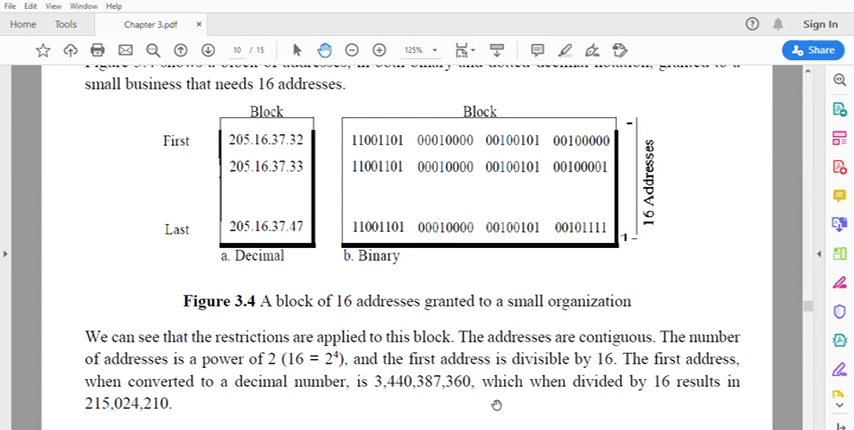 File Edit View Window Help
Home Tools Chapter 3.pdf × Sign In
10 / 15 125% Share
small business that needs 16 addresses.
Block Block
First 205.16.37.32 11001101 00010000 00100101 00100000
205.16.37.33 11001101 00010000 00100101 00100001
Last 205.16.37.47 11001101 00010000 00100101 00101111
16 Addresses
a. Decimal b. Binary
Figure 3.4 A block of 16 addresses granted to a small organization
We can see that the restrictions are applied to this block. The addresses are contiguous. The number
of addresses is a power of 2 (16 = 2⁴), and the first address is divisible by 16. The first address,
when converted to a decimal number, is 3,440,387,360, which when divided by 16 results in
215,024,210.